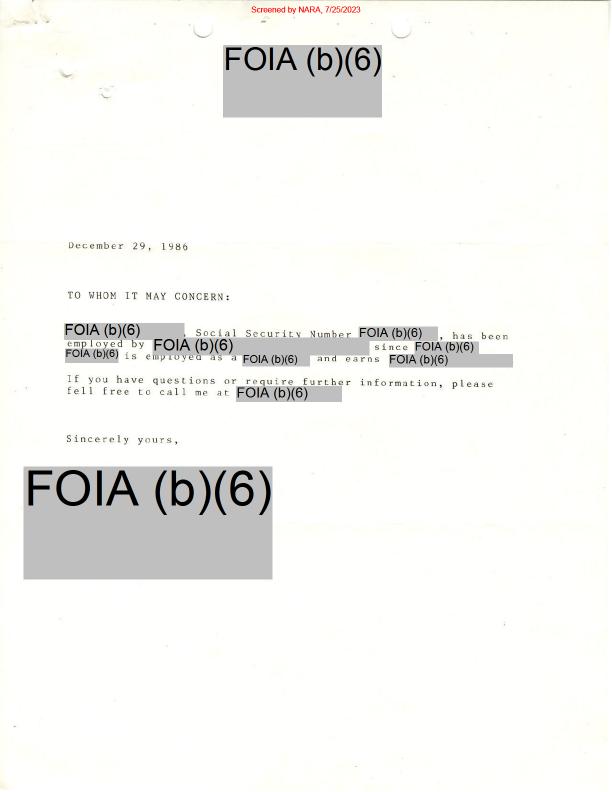 Screened by NARA, 7/25/2023
FOIA (b)(6)
December 29, 1986
TO WHOM IT MAY CONCERN:
FOIA (b)(6) , Social Security Number FOIA (b)(6) , has been
employed by FOIA (b)(6) since FOIA (b)(6)
FOIA (b)(6) is employed as a FOIA (b)(6) and earns FOIA (b)(6)
If you have questions or require further information, please
fell free to call me at FOIA (b)(6)
Sincerely yours,
FOIA (b)(6)